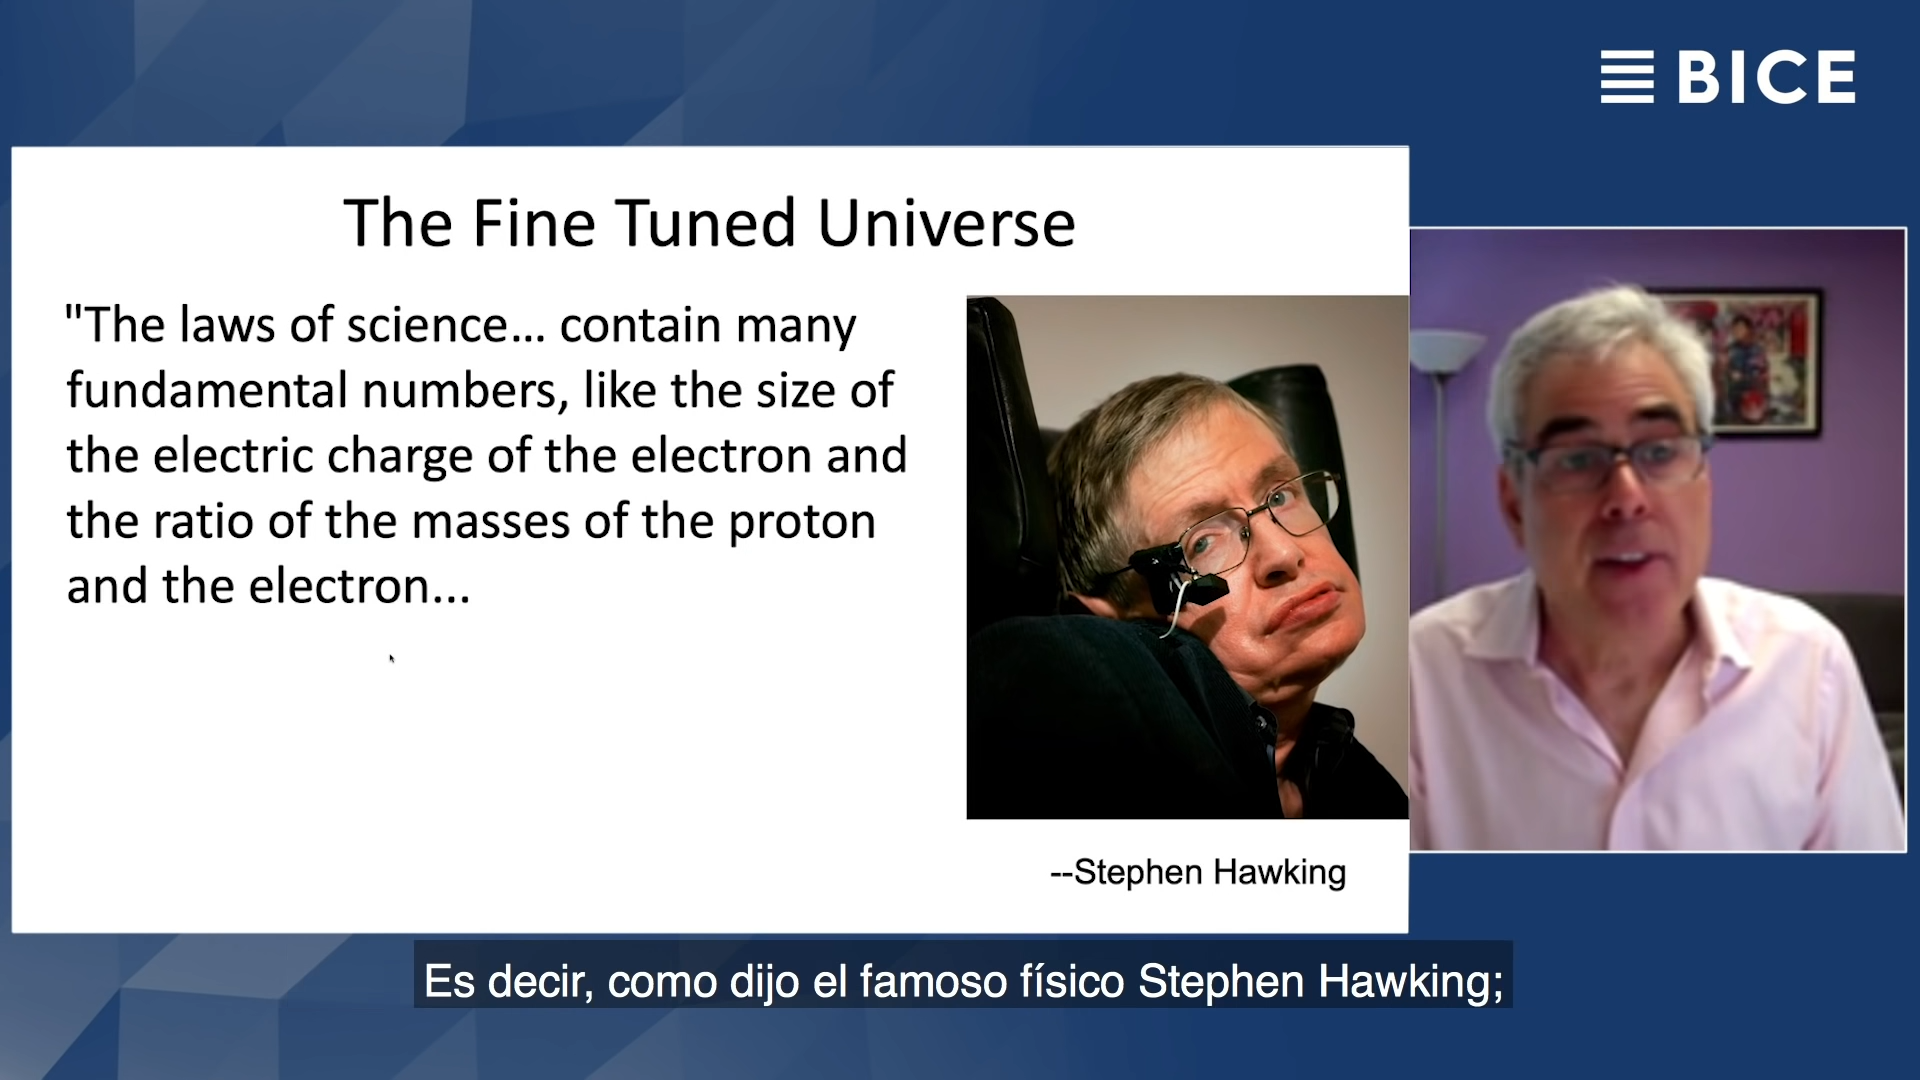 BICE
The Fine Tuned Universe
"The laws of science... contain many
fundamental numbers, like the size of
the electric charge of the electron and
the ratio of the masses of the proton
and the electron...
--Stephen Hawking
Es decir, como dijo el famoso físico Stephen Hawking;